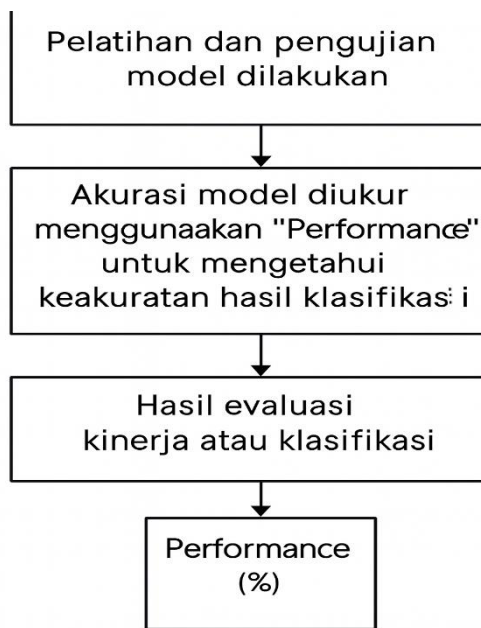 Pelatihan dan pengujian
model dilakukan
Akurasi model diukur
menggunaakan "Performance"
untuk mengetahui
keakuratan hasil klasifikasi i
Hasil evaluasi
kinerja atau klasifikasi
Performance
(%)